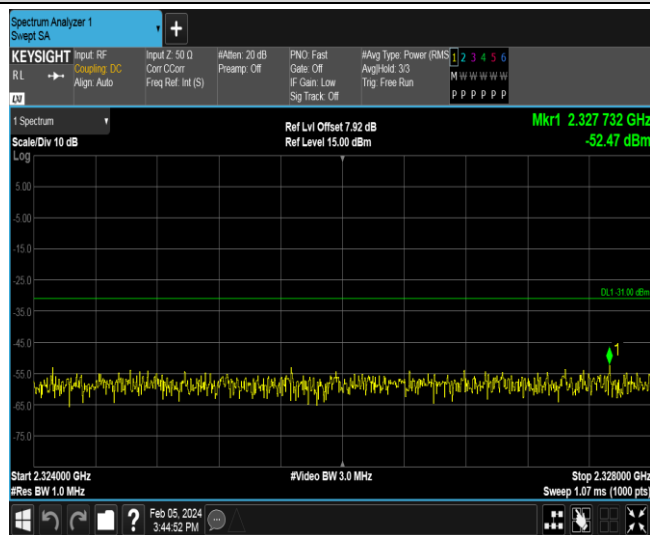 Spectrum Analyzer 1
Swept SA
+
KEYSIGHT
RL
LXI
Input: RF
Coupling: DC
Align: Auto
Input Z: 50 Ω
Corr CCorr
Freq Ref: Int (S)
#Atten: 20 dB
Preamp: Off
PNO: Fast
Gate: Off
IF Gain: Low
Sig Track: Off
#Avg Type: Power (RMS
Avg|Hold: 3/3
Trig: Free Run
1 2 3 4 5 6
M W W W W W
P P P P P P
1 Spectrum
Scale/Div 10 dB
Log
Ref Lvl Offset 7.92 dB
Ref Level 15.00 dBm
Mkr1 2.327 732 GHz
-52.47 dBm
5.00
-5.00
-15.0
-25.0
DL1 -31.00 dBm
-35.0
-45.0
1
-55.0
-65.0
-75.0
Start 2.324000 GHz
#Res BW 1.0 MHz
#Video BW 3.0 MHz
Stop 2.328000 GHz
Sweep 1.07 ms (1000 pts)
?
Feb 05, 2024
3:44:52 PM